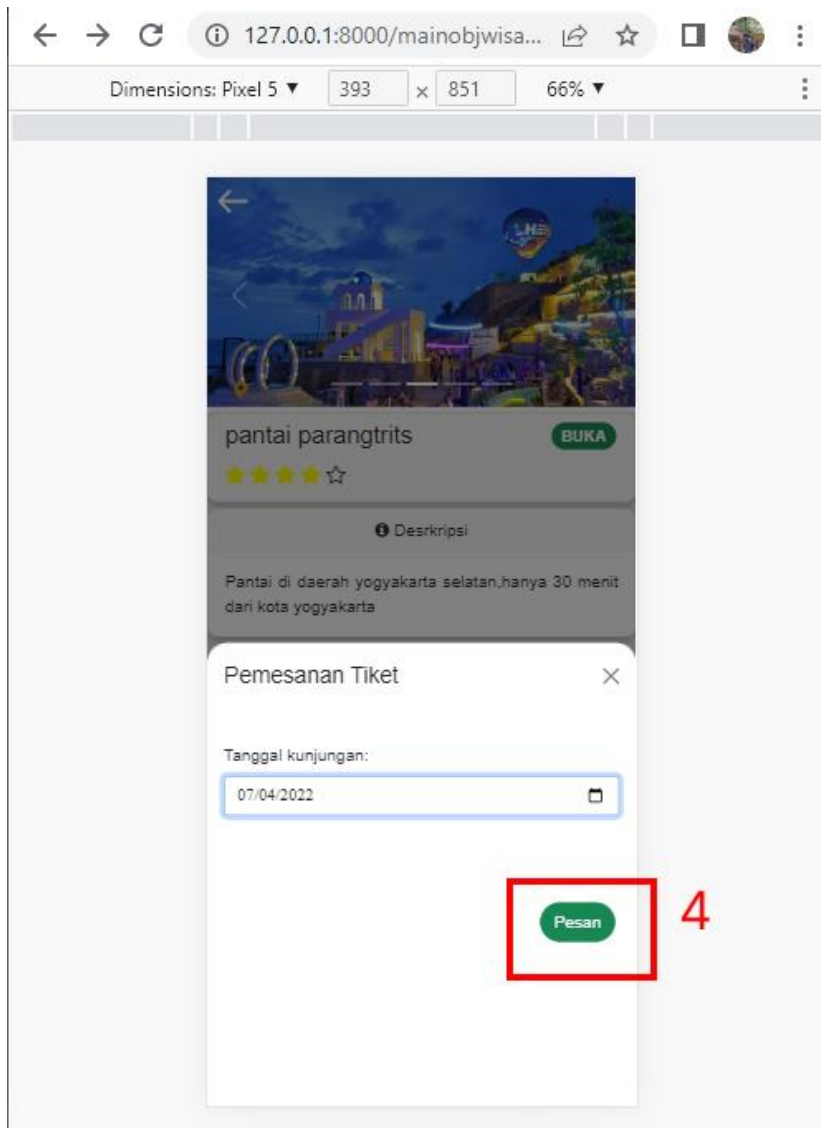 127.0.0.1:8000/mainobjwisa...
Dimensions: Pixel 5 ▼ 393 × 851 66% ▼
pantai parangtrits BUKA
Desrkripsi
Pantai di daerah yogyakarta selatan,hanya 30 menit
dari kota yogyakarta
Pemesanan Tiket
Tanggal kunjungan:
07/04/2022
Pesan
4